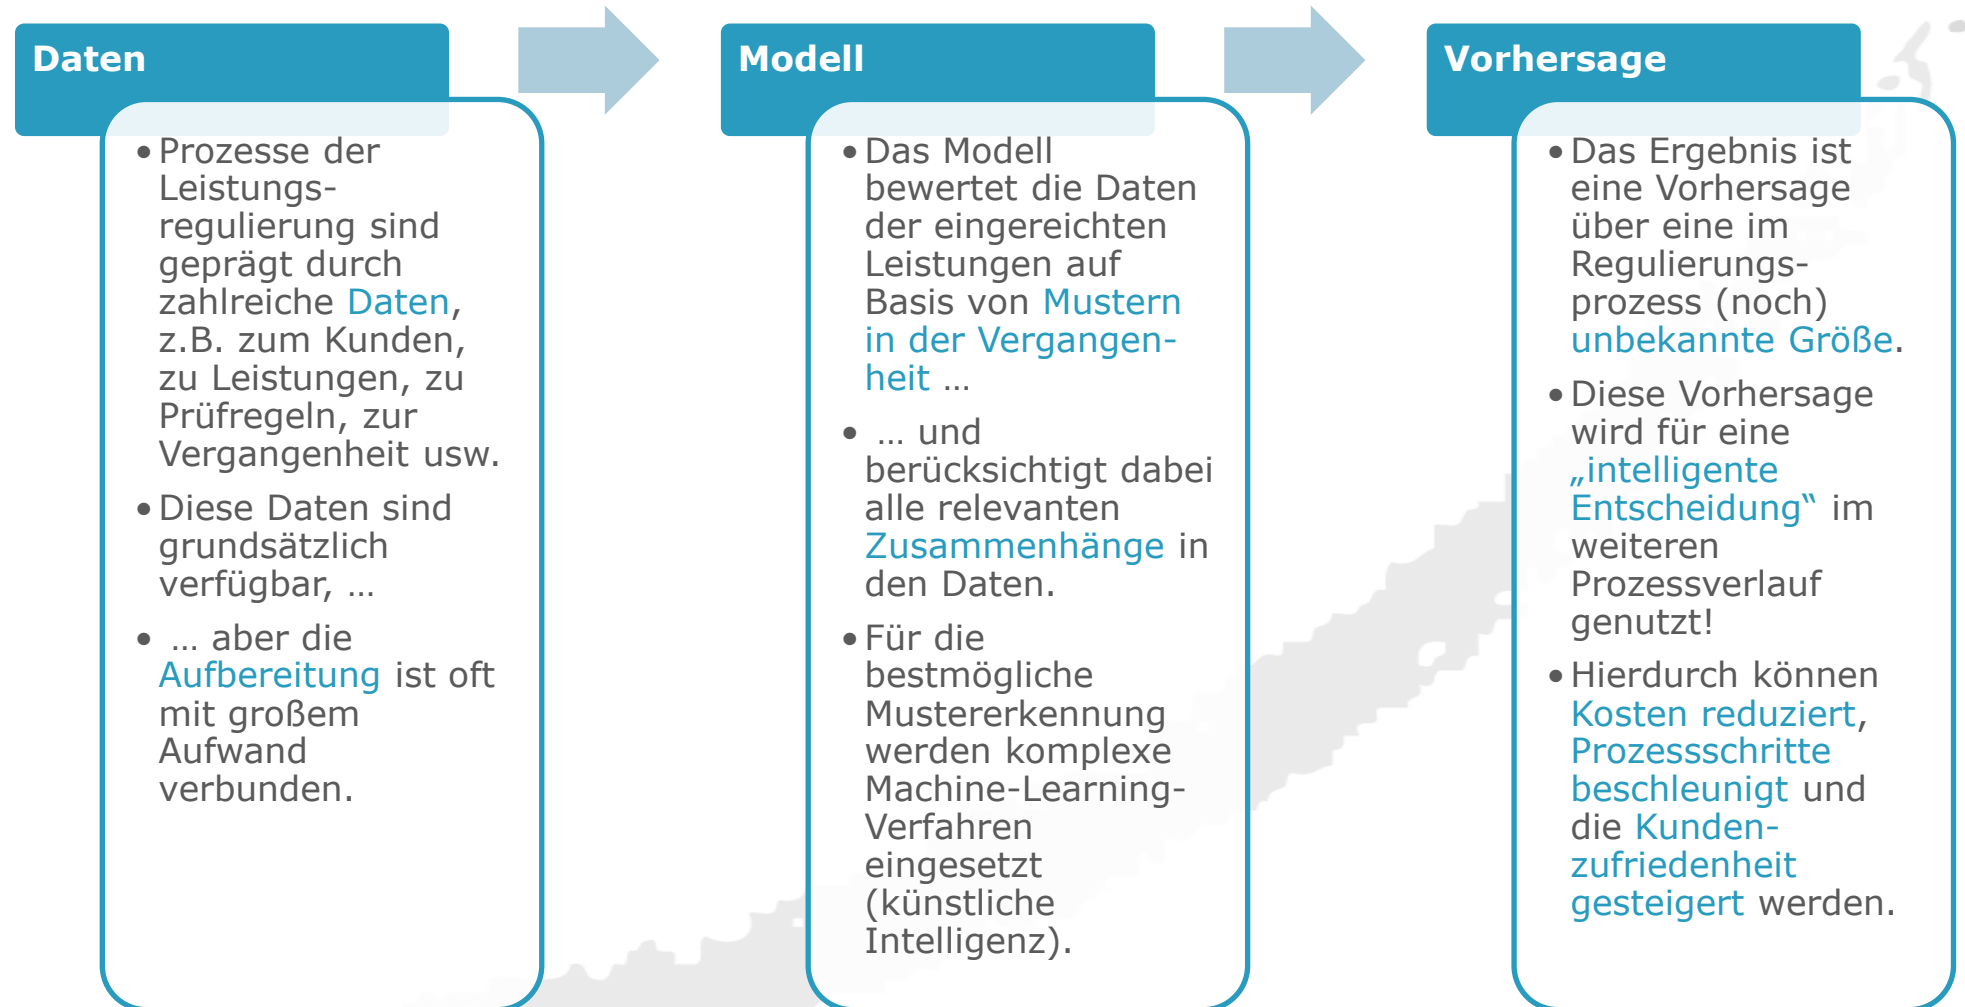 Daten
• Prozesse der
Leistungs-
regulierung sind
geprägt durch
zahlreiche Daten,
z.B. zum Kunden,
zu Leistungen, zu
Prüfregeln, zur
Vergangenheit usw.
• Diese Daten sind
grundsätzlich
verfügbar, …
• … aber die
Aufbereitung ist oft
mit großem
Aufwand
verbunden.
Modell
• Das Modell
bewertet die Daten
der eingereichten
Leistungen auf
Basis von Mustern
in der Vergangen-
heit …
• … und
berücksichtigt dabei
alle relevanten
Zusammenhänge in
den Daten.
• Für die
bestmögliche
Mustererkennung
werden komplexe
Machine-Learning-
Verfahren
eingesetzt
(künstliche
Intelligenz).
Vorhersage
• Das Ergebnis ist
eine Vorhersage
über eine im
Regulierungs-
prozess (noch)
unbekannte Größe.
• Diese Vorhersage
wird für eine
„intelligente
Entscheidung“ im
weiteren
Prozessverlauf
genutzt!
• Hierdurch können
Kosten reduziert,
Prozessschritte
beschleunigt und
die Kunden-
zufriedenheit
gesteigert werden.